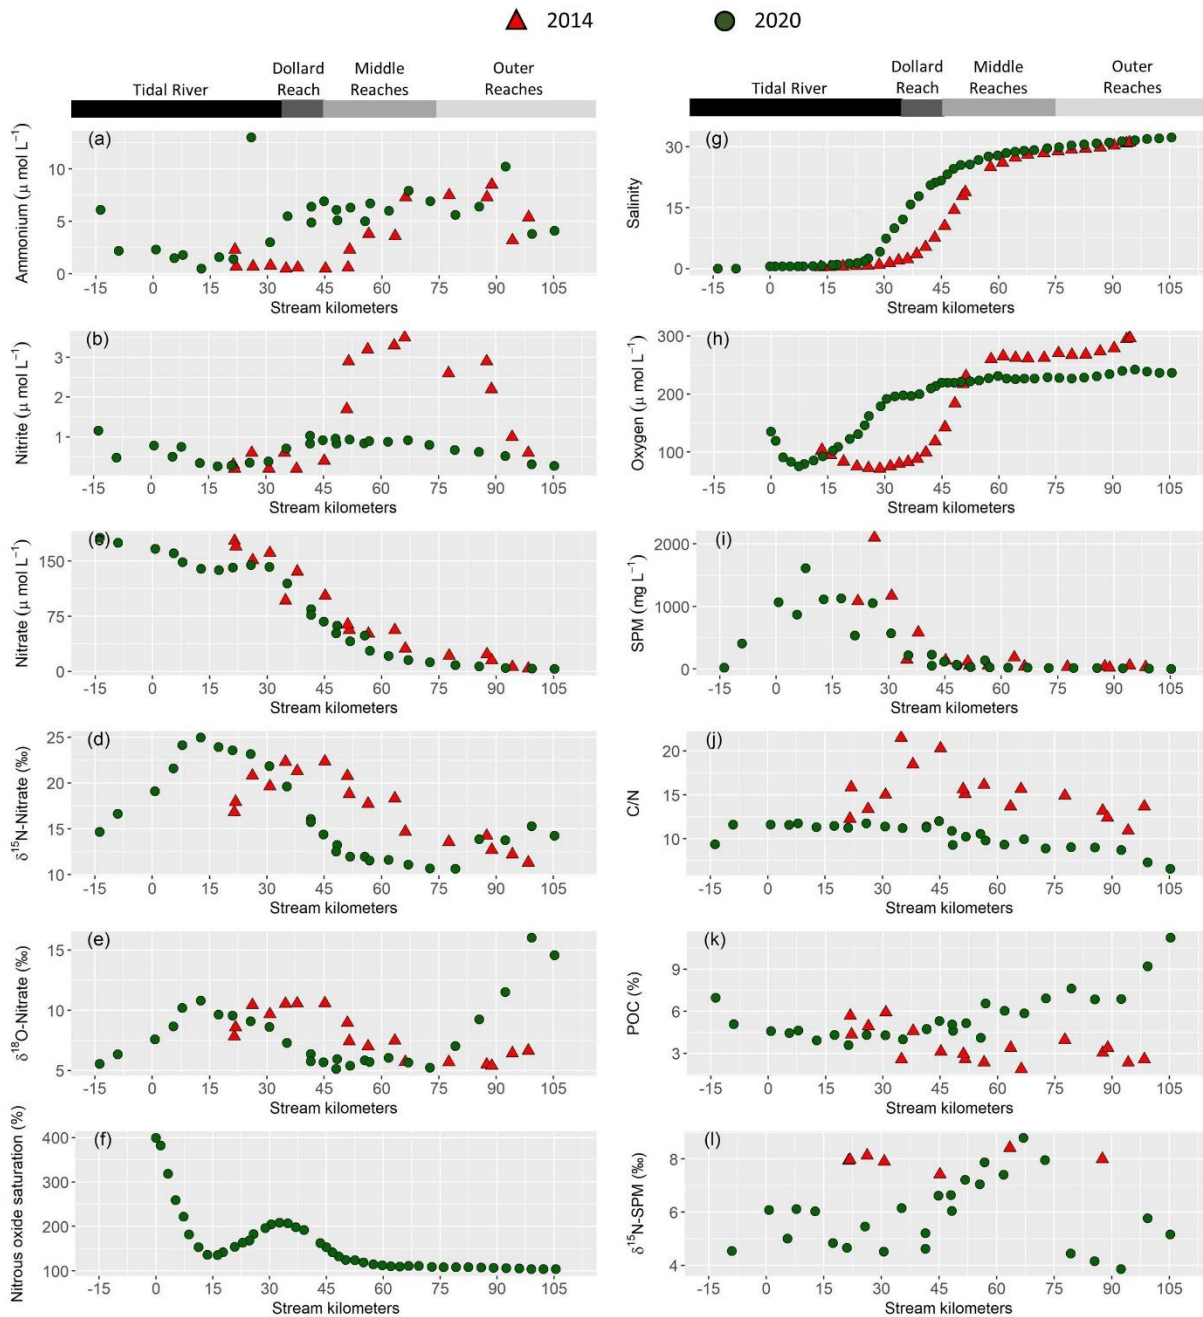 2014 2020
Tidal River Dollard Reach Middle Reaches Outer Reaches
Tidal River Dollard Reach Middle Reaches Outer Reaches
(a)
Ammonium (μ mol L⁻¹)
10
5
0
-15 0 15 30 45 60 75 90 105
Stream kilometers
(b)
Nitrite (μ mol L⁻¹)
3
2
1
-15 0 15 30 45 60 75 90 105
Stream kilometers
Nitrate (μ mol L⁻¹)
150
75
0
-15 0 15 30 45 60 75 90 105
Stream kilometers
(d)
δ¹⁵N-Nitrate (‰)
25
20
15
10
-15 0 15 30 45 60 75 90 105
Stream kilometers
(e)
δ¹⁸O-Nitrate (‰)
15
10
5
-15 0 15 30 45 60 75 90 105
Stream kilometers
(f)
Nitrous oxide saturation (%)
400
300
200
100
-15 0 15 30 45 60 75 90 105
Stream kilometers
(g)
Salinity
30
15
0
-15 0 15 30 45 60 75 90 105
Stream kilometers
(h)
Oxygen (μ mol L⁻¹)
300
200
100
-15 0 15 30 45 60 75 90 105
Stream kilometers
(i)
SPM (mg L⁻¹)
2000
1000
0
-15 0 15 30 45 60 75 90 105
Stream kilometers
(j)
C/N
20
15
10
-15 0 15 30 45 60 75 90 105
Stream kilometers
(k)
POC (%)
9
6
3
-15 0 15 30 45 60 75 90 105
Stream kilometers
(l)
δ¹⁵N-SPM (‰)
8
6
4
-15 0 15 30 45 60 75 90 105
Stream kilometers